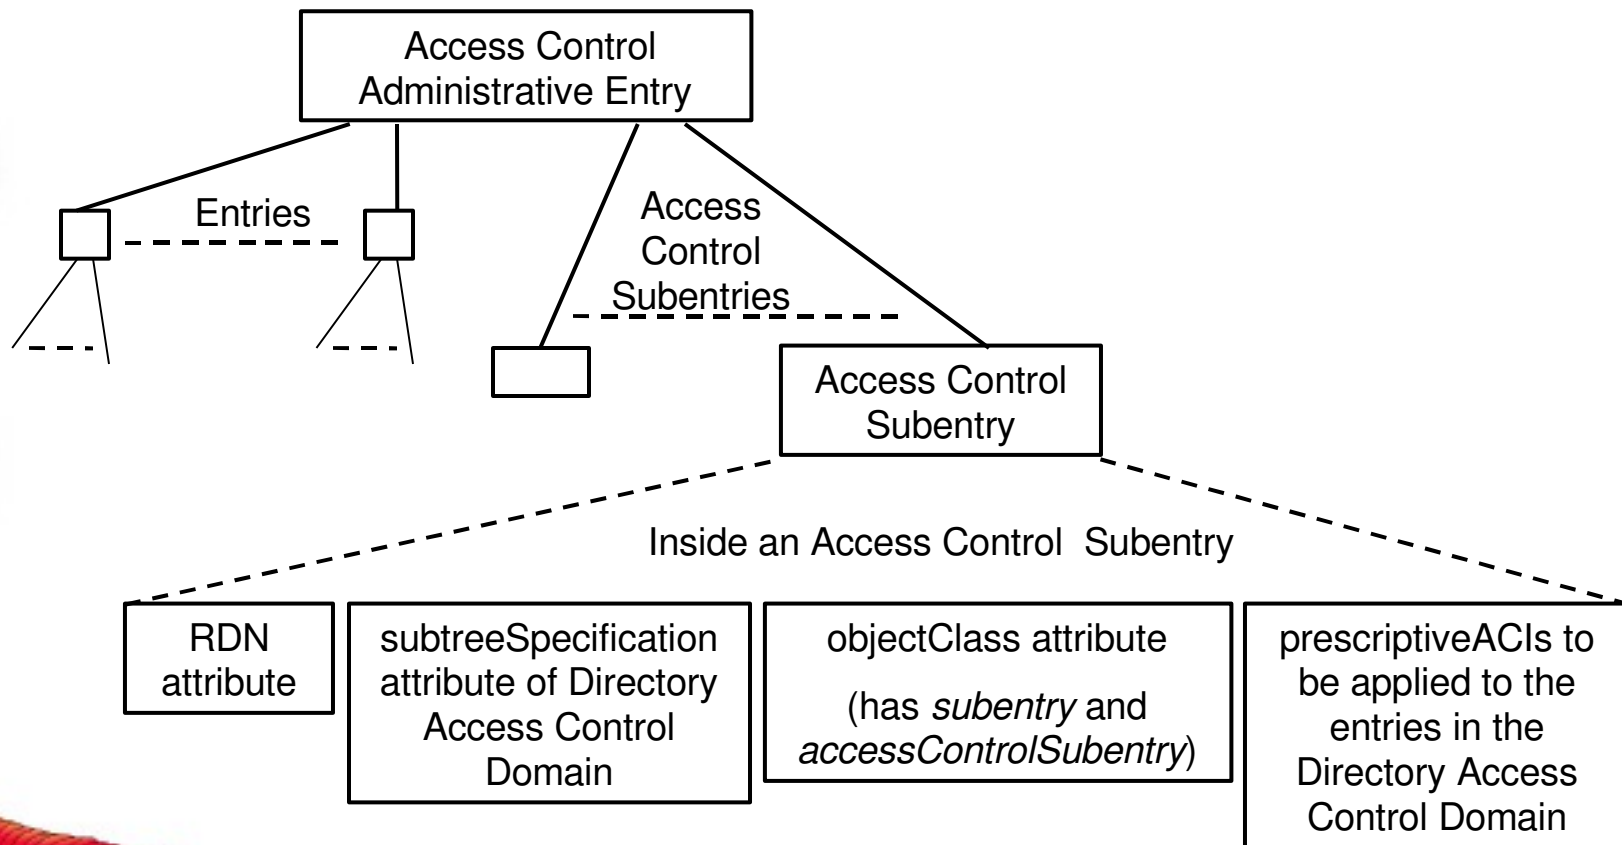 Access Control
Administrative Entry
Entries
Access
Control
Subentries
Access Control
Subentry
Inside an Access Control Subentry
RDN
attribute
subtreeSpecification
attribute of Directory
Access Control
Domain
objectClass attribute
(has subentry and
accessControlSubentry)
prescriptiveACIs to
be applied to the
entries in the
Directory Access
Control Domain